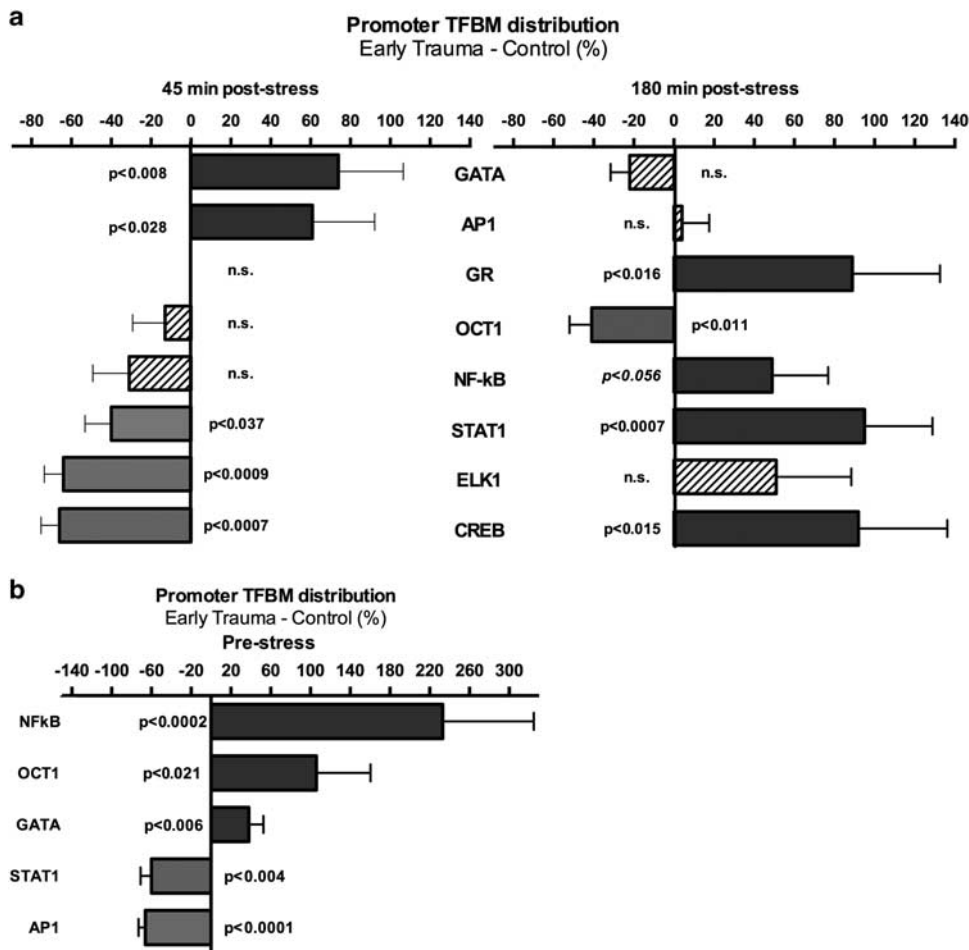 a
Promoter TFBM distribution
Early Trauma - Control (%)
45 min post-stress 180 min post-stress
-80 -60 -40 -20 0 20 40 60 80 100 140 -80 -60 -40 -20 0 20 40 60 80 100 120 140
p<0.008 GATA n.s.
p<0.028 AP1 n.s.
n.s. GR p<0.016
n.s. OCT1 p<0.011
n.s. NF-kB p<0.056
p<0.037 STAT1 p<0.0007
p<0.0009 ELK1 n.s.
p<0.0007 CREB p<0.015
b
Promoter TFBM distribution
Early Trauma - Control (%)
Pre-stress
-140 -100 -60 -20 20 60 100 140 180 220 260 300
NFkB p<0.0002
OCT1 p<0.021
GATA p<0.006
STAT1 p<0.004
AP1 p<0.0001